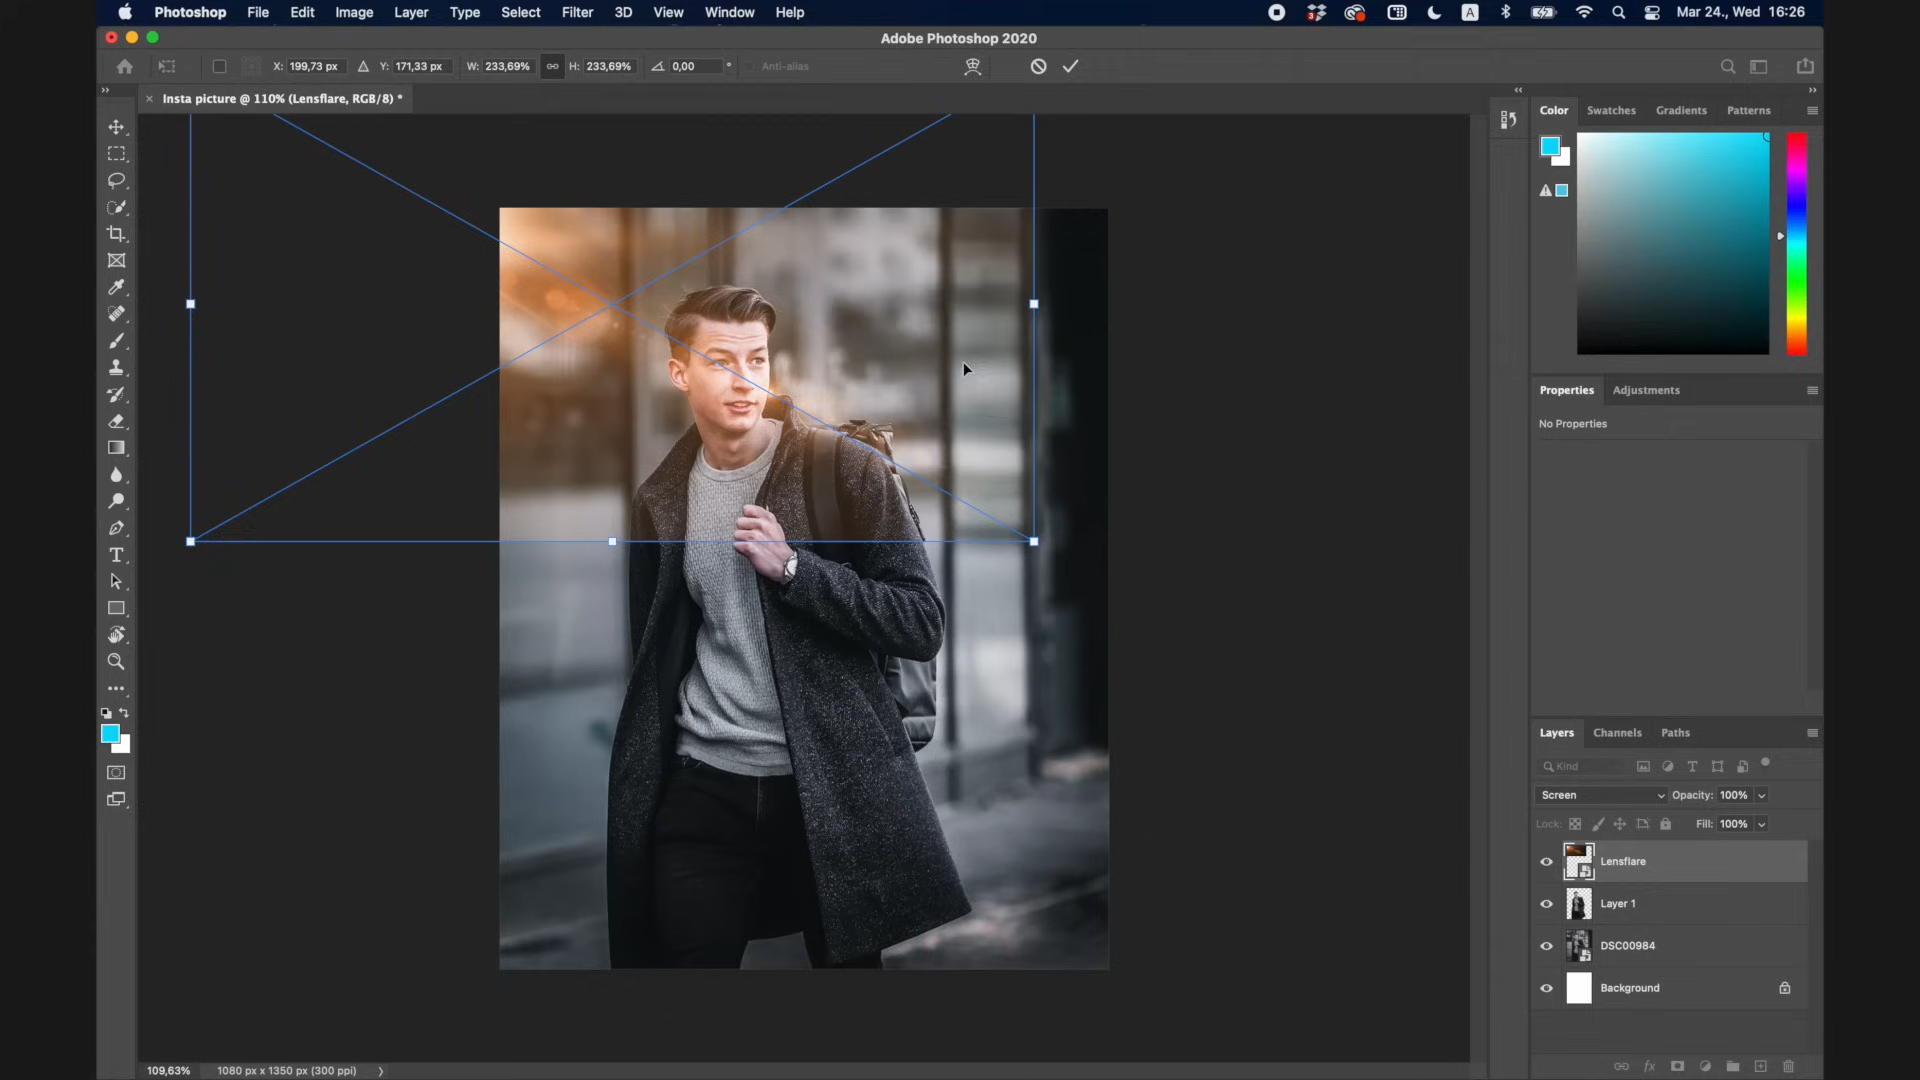 Photoshop File Edit Image Layer Type Select Filter 3D View Window Help 3 A Mar 24., Wed 16:26
Adobe Photoshop 2020
X: 199,73 px Y: 171,33 px W: 233,69% H: 233,69% 0,00 ° Anti-alias
Insta picture @ 110% (Lensflare, RGB/8) *
Color Swatches Gradients Patterns
Properties Adjustments
No Properties
Layers Channels Paths
Kind
Screen Opacity: 100%
Lock: Fill: 100%
Lensflare
Layer 1
DSC00984
Background
fx
109,63% 1080 px x 1350 px (300 ppi)